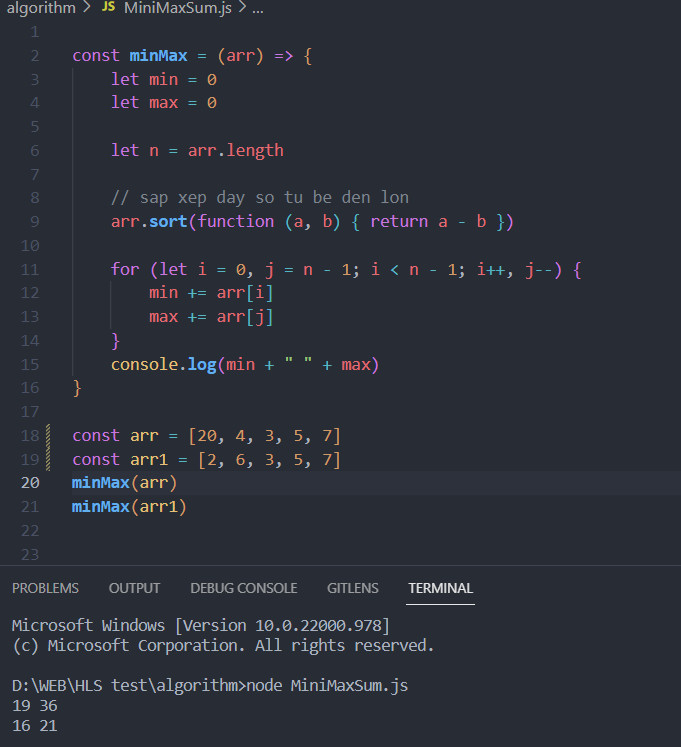 algorithm > JS MiniMaxSum.js > ...
1
2 const minMax = (arr) => {
3 let min = 0
4 let max = 0
5
6 let n = arr.length
7
8 // sap xep day so tu be den lon
9 arr.sort(function (a, b) { return a - b })
10
11 for (let i = 0, j = n - 1; i < n - 1; i++, j--) {
12 min += arr[i]
13 max += arr[j]
14 }
15 console.log(min + " " + max)
16 }
17
18 const arr = [20, 4, 3, 5, 7]
19 const arr1 = [2, 6, 3, 5, 7]
20 minMax(arr)
21 minMax(arr1)
22
23
PROBLEMS OUTPUT DEBUG CONSOLE GITLENS TERMINAL
Microsoft Windows [Version 10.0.22000.978]
(c) Microsoft Corporation. All rights reserved.
D:\WEB\HLS test\algorithm>node MiniMaxSum.js
19 36
16 21